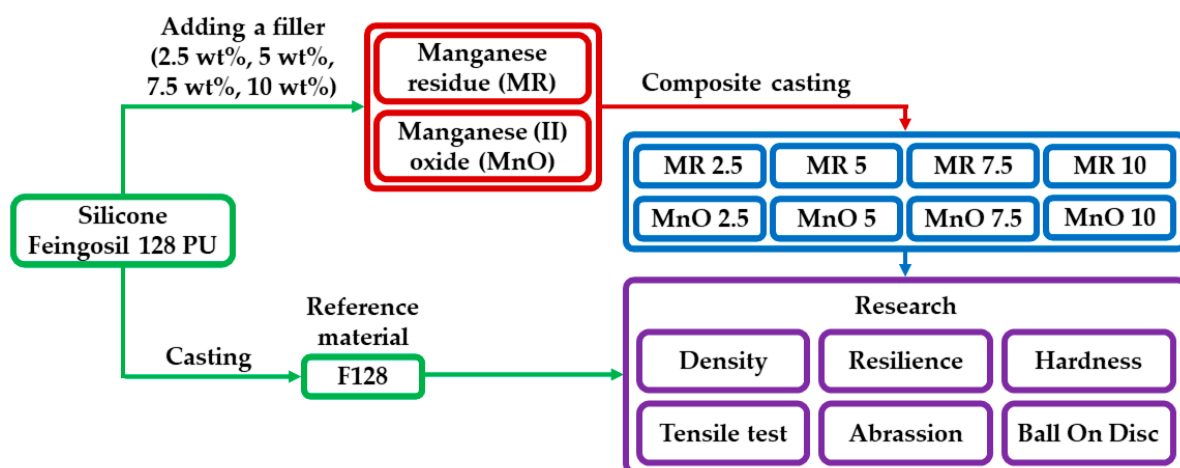 Adding a filler
(2.5 wt%, 5 wt%,
7.5 wt%, 10 wt%)
Manganese
residue (MR)
Manganese (II)
oxide (MnO)
Composite casting
MR 2.5
MR 5
MR 7.5
MR 10
MnO 2.5
MnO 5
MnO 7.5
MnO 10
Silicone
Feingosil 128 PU
Casting
Reference
material
F128
Research
Density
Resilience
Hardness
Tensile test
Abrassion
Ball On Disc